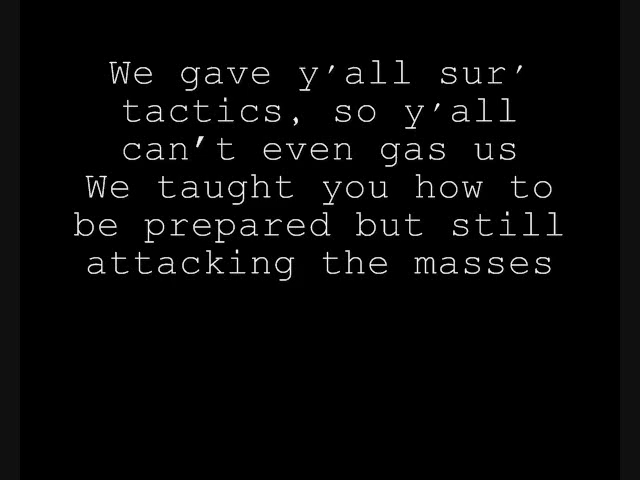 We gave y'all sur'
tactics, so y'all
can't even gas us
We taught you how to
be prepared but still
attacking the masses